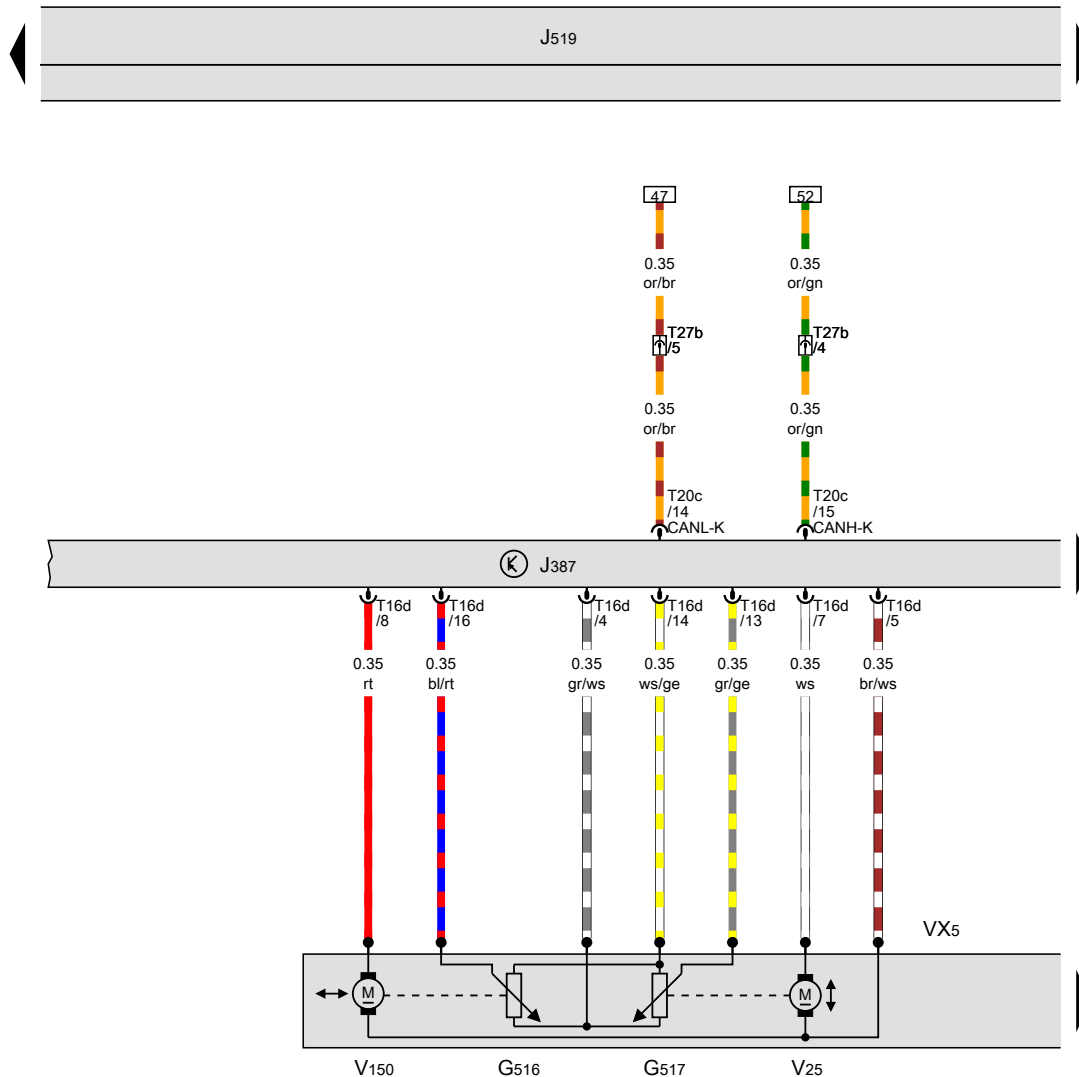 J519
47
52
0.35
or/br
0.35
or/gn
T27b
/5
T27b
/4
0.35
or/br
0.35
or/gn
T20c
/14
CANL-K
T20c
/15
CANH-K
K J387
T16d
/8
T16d
/16
T16d
/4
T16d
/14
T16d
/13
T16d
/7
T16d
/5
0.35
rt
0.35
bl/rt
0.35
gr/ws
0.35
ws/ge
0.35
gr/ge
0.35
ws
0.35
br/ws
VX5
M
M
V150
G516
G517
V25